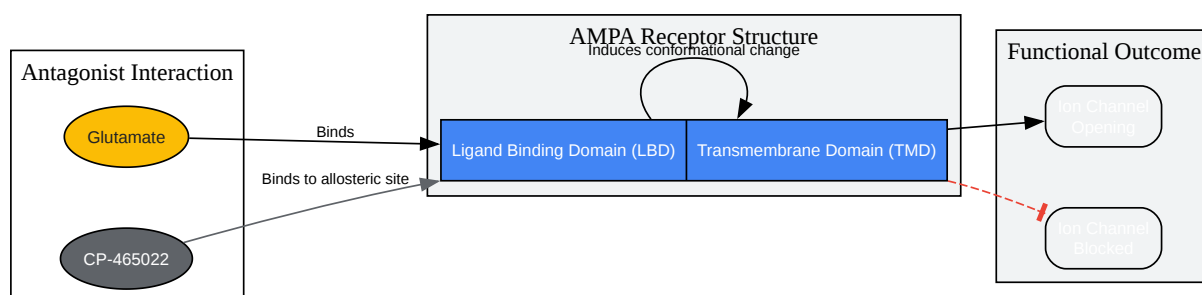 Antagonist Interaction
Glutamate
CP-465022
Binds
Binds to allosteric site
AMPA Receptor Structure
Induces conformational change
Ligand Binding Domain (LBD)
Transmembrane Domain (TMD)
Functional Outcome
Ion Channel
Opening
Ion Channel
Blocked